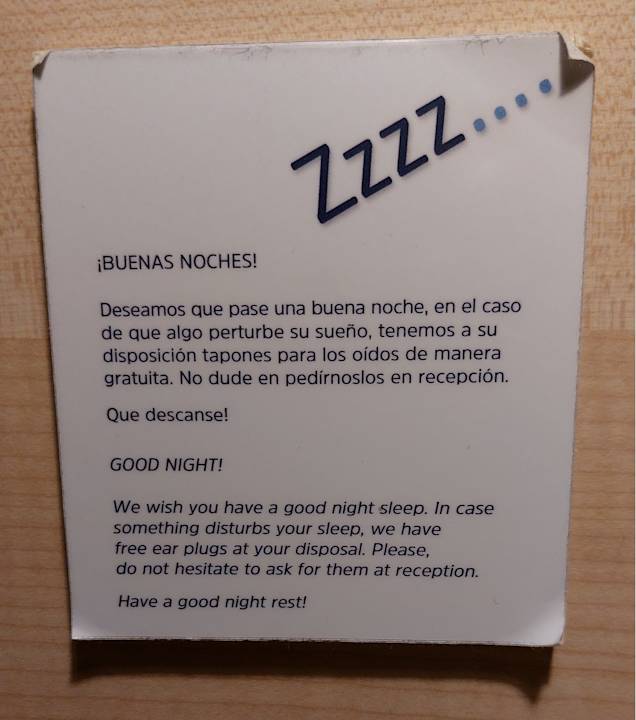 Zzzz....
¡BUENAS NOCHES!
Deseamos que pase una buena noche, en el caso
de que algo perturbe su sueño, tenemos a su
disposición tapones para los oídos de manera
gratuita. No dude en pedírnoslos en recepción.
Que descanse!
GOOD NIGHT!
We wish you have a good night sleep. In case
something disturbs your sleep, we have
free ear plugs at your disposal. Please,
do not hesitate to ask for them at reception.
Have a good night rest!